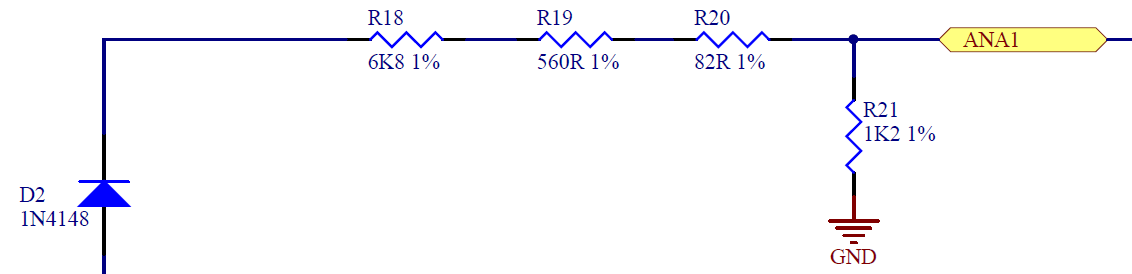 R18
6K8 1%
R19
560R 1%
R20
82R 1%
ANA1
R21
1K2 1%
D2
1N4148
GND